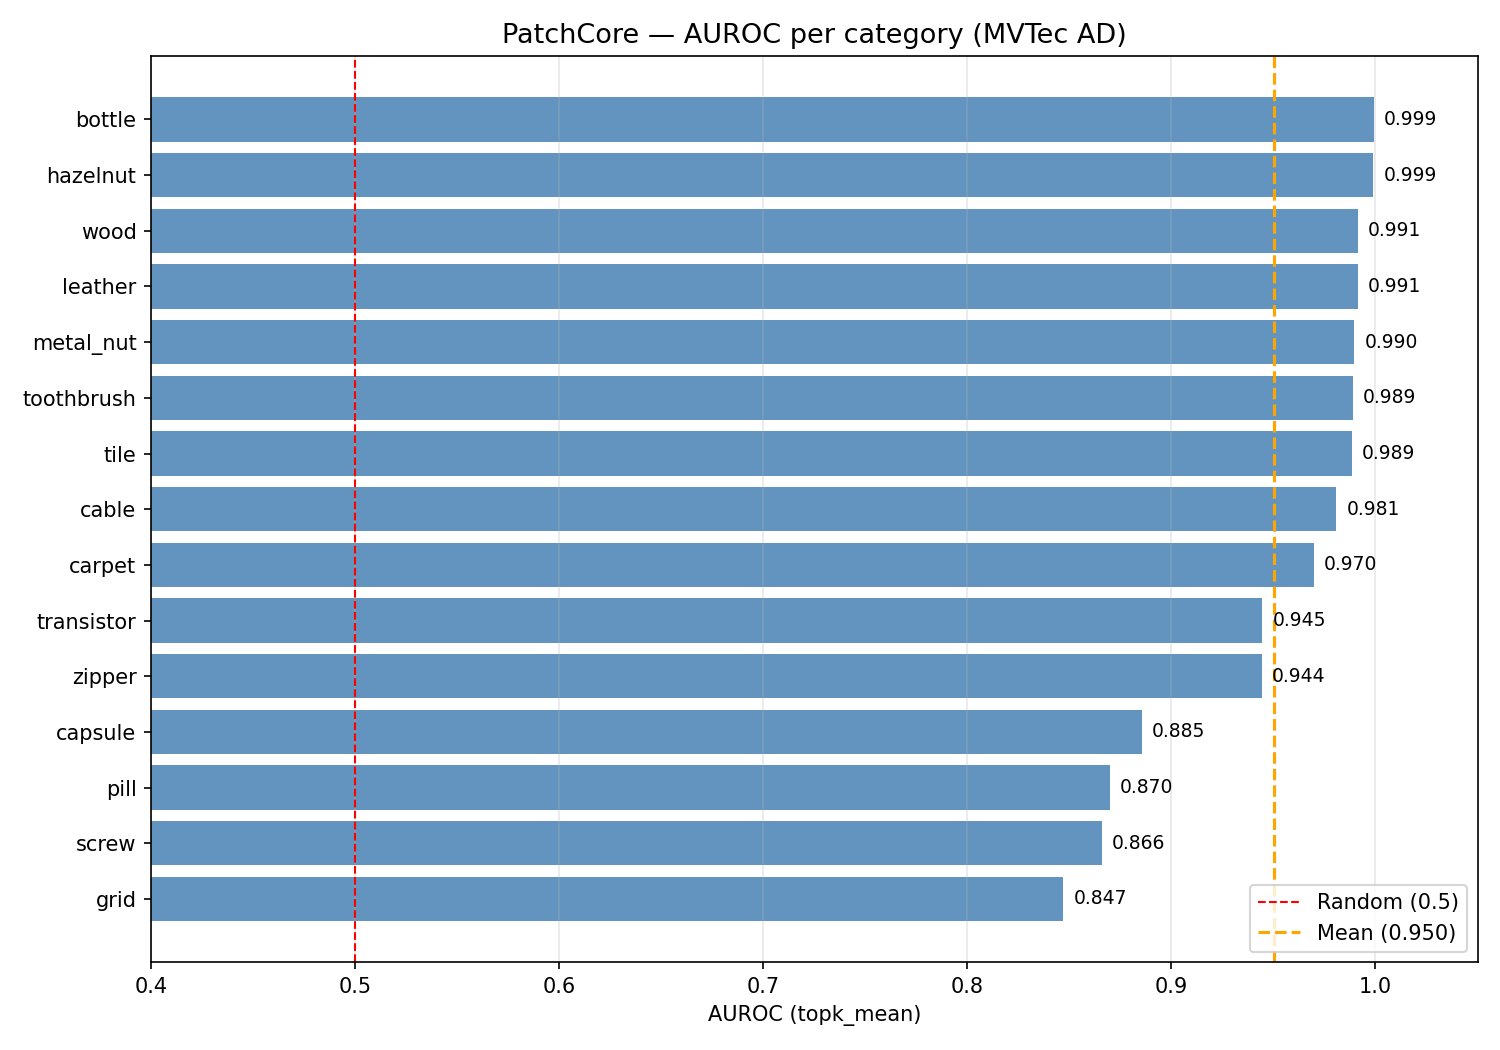 PatchCore — AUROC per category (MVTec AD)
bottle 0.999
hazelnut 0.999
wood 0.991
leather 0.991
metal_nut 0.990
toothbrush 0.989
tile 0.989
cable 0.981
carpet 0.970
transistor 0.945
zipper 0.944
capsule 0.885
pill 0.870
screw 0.866
grid 0.847
Random (0.5)
Mean (0.950)
0.4 0.5 0.6 0.7 0.8 0.9 1.0
AUROC (topk_mean)